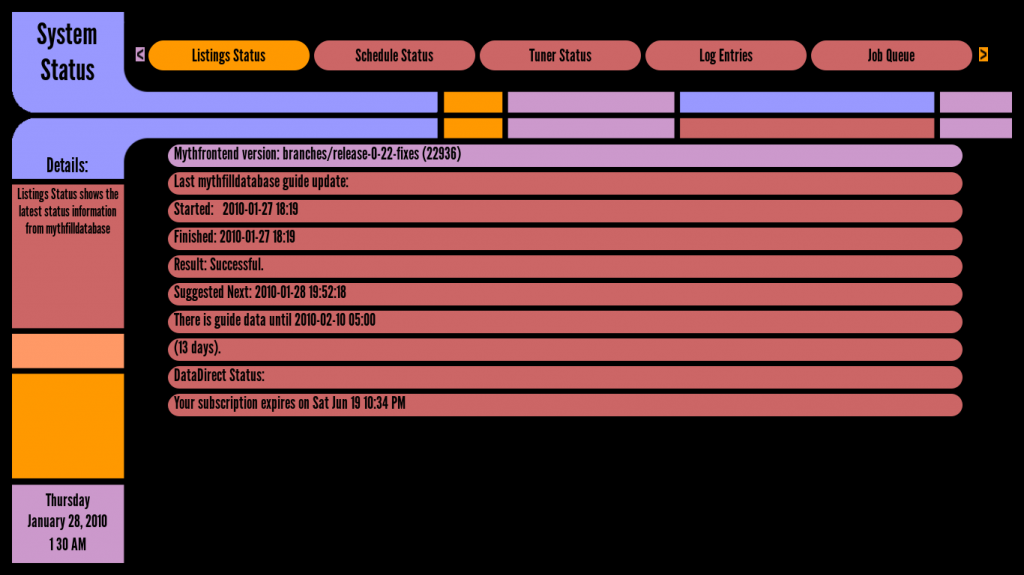 System
Status
< Listings Status Schedule Status Tuner Status Log Entries Job Queue >
Details:
Listings Status shows the
latest status information
from mythfilldatabase
Mythfrontend version: branches/release-0-22-fixes (22936)
Last mythfilldatabase guide update:
Started: 2010-01-27 18:19
Finished: 2010-01-27 18:19
Result: Successful.
Suggested Next: 2010-01-28 19:52:18
There is guide data until 2010-02-10 05:00
(13 days).
DataDirect Status:
Your subscription expires on Sat Jun 19 10:34 PM
Thursday
January 28, 2010
1 30 AM